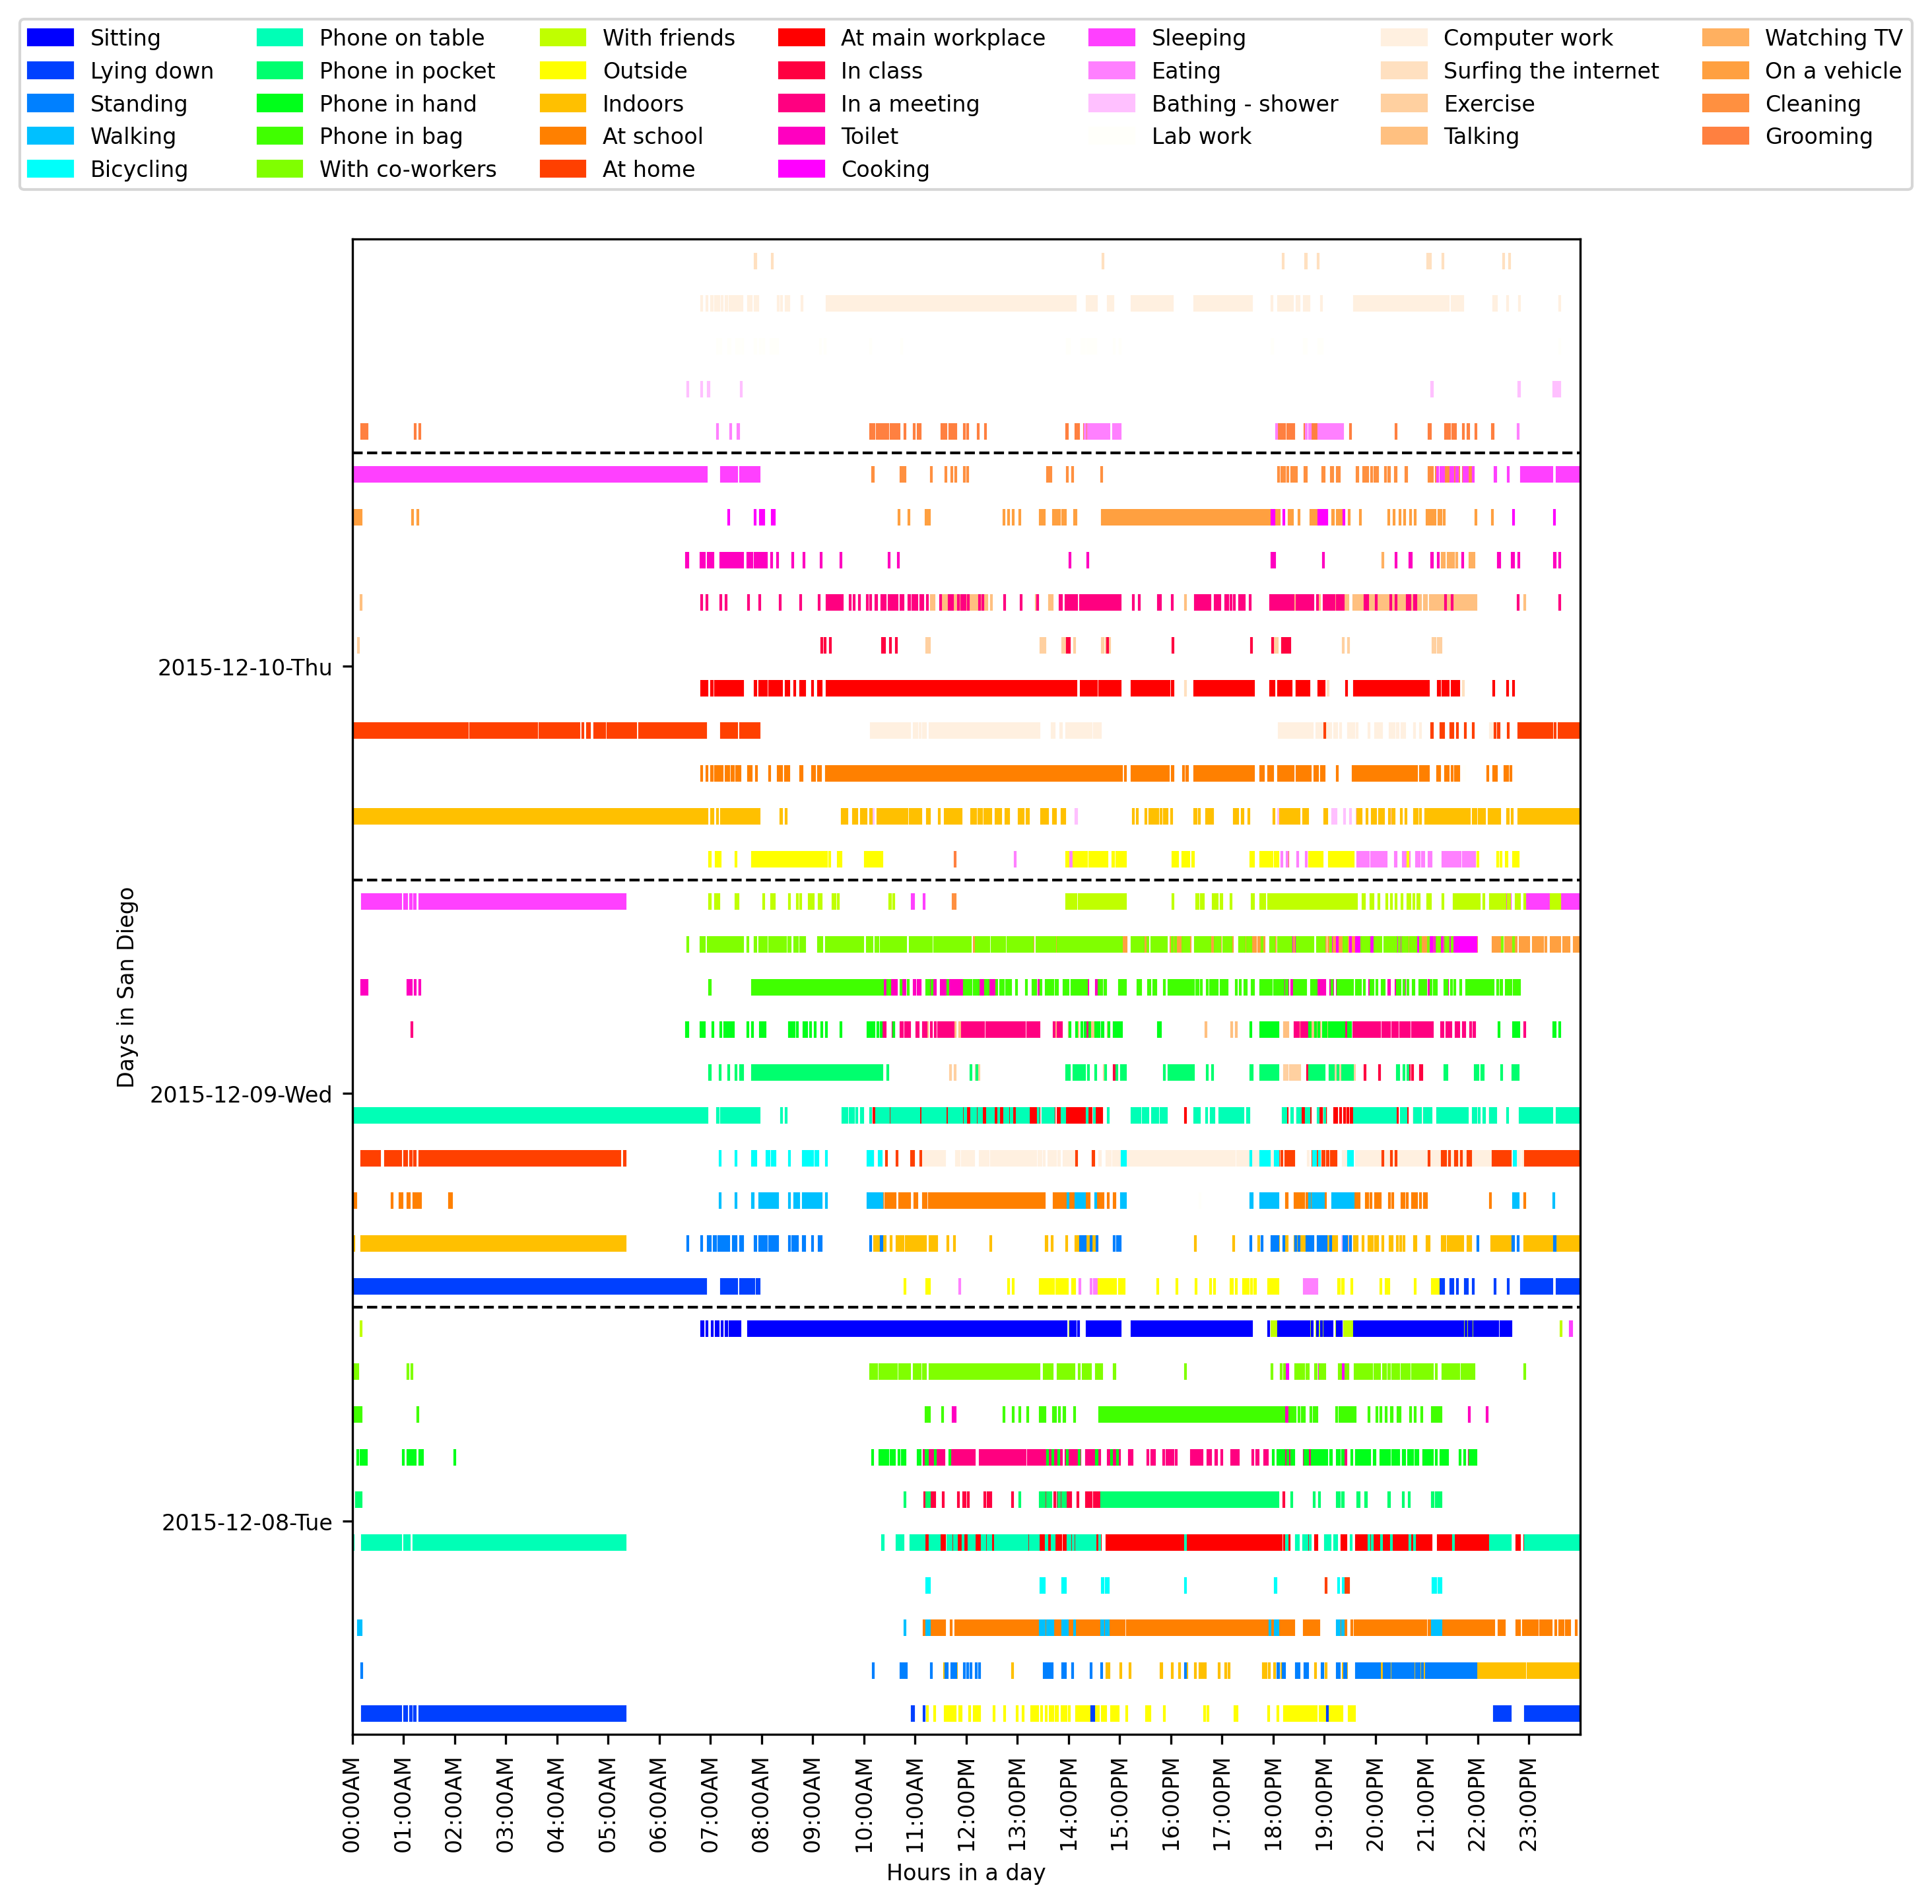 Sitting
Lying down
Standing
Walking
Bicycling
Phone on table
Phone in pocket
Phone in hand
Phone in bag
With co-workers
With friends
Outside
Indoors
At school
At home
At main workplace
In class
In a meeting
Toilet
Cooking
Sleeping
Eating
Bathing - shower
Lab work
Computer work
Surfing the internet
Exercise
Talking
Watching TV
On a vehicle
Cleaning
Grooming
Days in San Diego
2015-12-10-Thu
2015-12-09-Wed
2015-12-08-Tue
00:00AM
01:00AM
02:00AM
03:00AM
04:00AM
05:00AM
06:00AM
07:00AM
08:00AM
09:00AM
10:00AM
11:00AM
12:00PM
13:00PM
14:00PM
15:00PM
16:00PM
17:00PM
18:00PM
19:00PM
20:00PM
21:00PM
22:00PM
23:00PM
Hours in a day